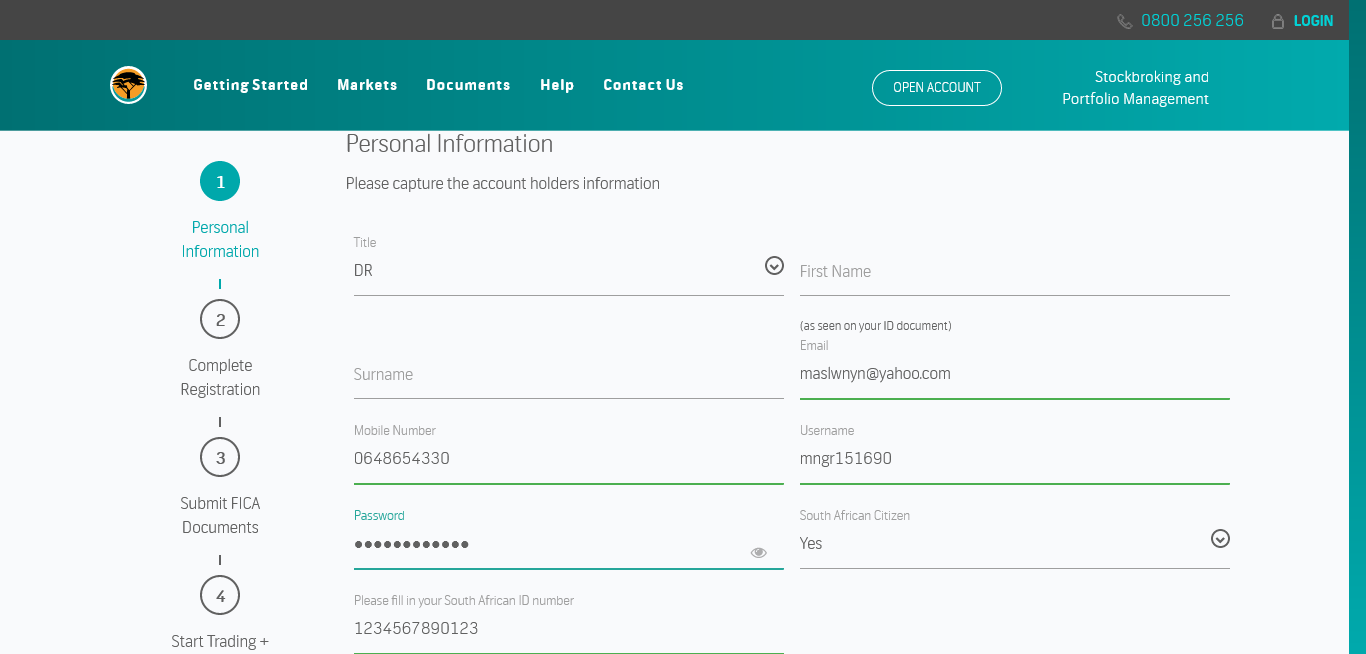 0800 256 256
LOGIN
Getting Started Markets Documents Help Contact Us
OPEN ACCOUNT
Stockbroking and
Portfolio Management
1
Personal
Information
2
Complete
Registration
3
Submit FICA
Documents
4
Start Trading +
Personal Information
Please capture the account holders information
Title
DR
First Name
(as seen on your ID document)
Surname
Email
maslwnyn@yahoo.com
Mobile Number
0648654330
Username
mngr151690
Password
••••••••••••
South African Citizen
Yes
Please fill in your South African ID number
1234567890123